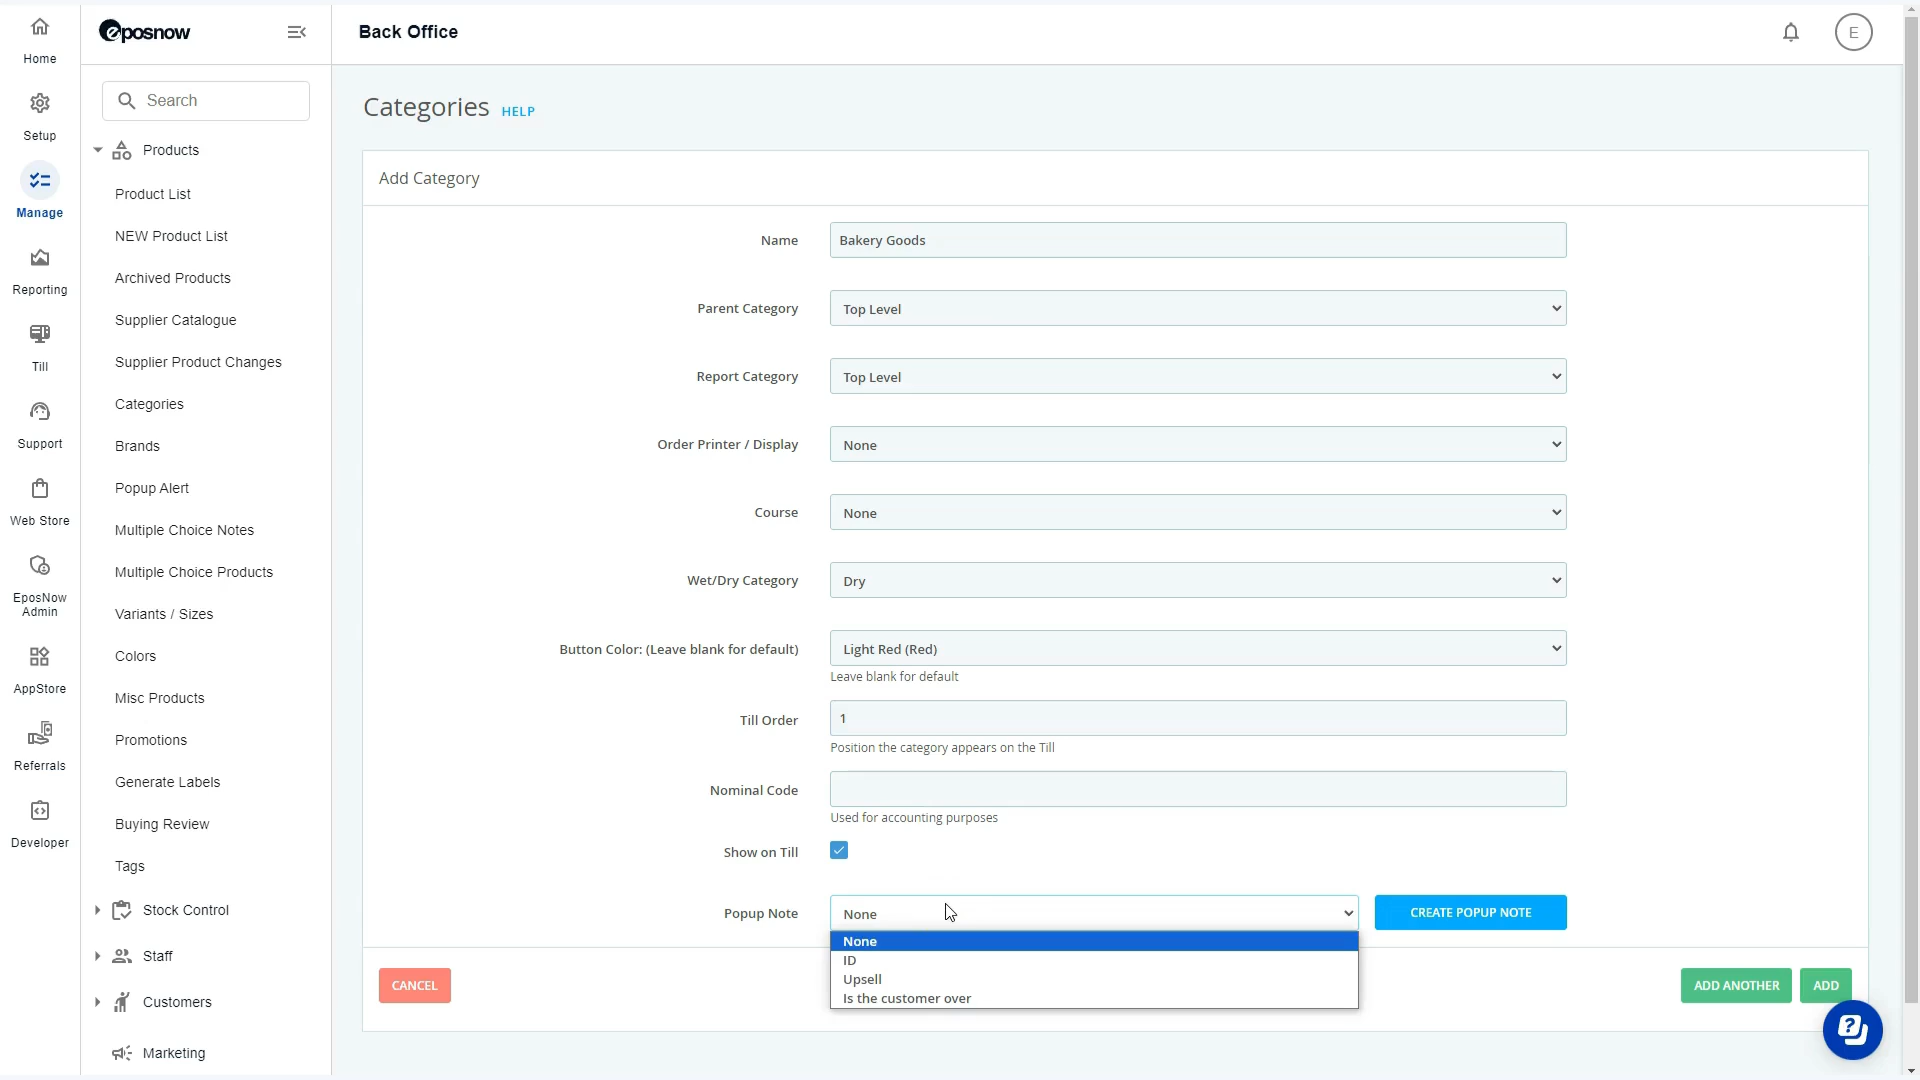 Home
Setup
Manage
Reporting
Till
Support
Web Store
EposNow
Admin
AppStore
Referrals
Developer
eposnow
Search
Products
Product List
NEW Product List
Archived Products
Supplier Catalogue
Supplier Product Changes
Categories
Brands
Popup Alert
Multiple Choice Notes
Multiple Choice Products
Variants / Sizes
Colors
Misc Products
Promotions
Generate Labels
Buying Review
Tags
Stock Control
Staff
Customers
Marketing
Back Office
E
Categories HELP
Add Category
Name Bakery Goods
Parent Category Top Level
Report Category Top Level
Order Printer / Display None
Course None
Wet/Dry Category Dry
Button Color: (Leave blank for default) Light Red (Red)
Leave blank for default
Till Order 1
Position the category appears on the Till
Nominal Code
Used for accounting purposes
Show on Till
Popup Note None CREATE POPUP NOTE
None
ID
Upsell
Is the customer over
CANCEL ADD ANOTHER ADD